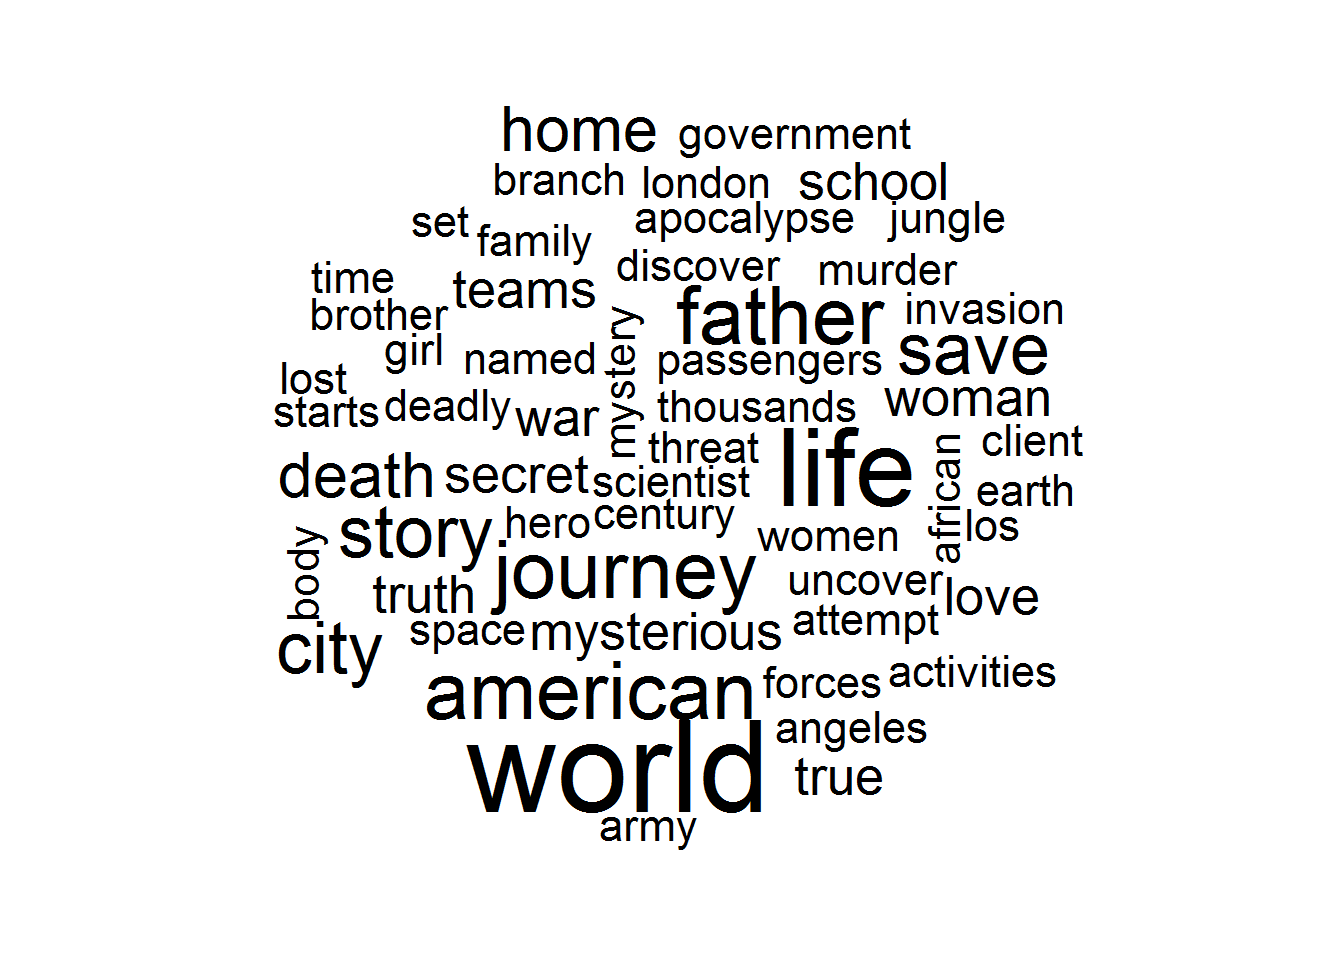 home government
branch london school
set family apocalypse jungle
time teams discover murder
brother father invasion
girl named mystery passengers save
lost
starts deadly war thousands woman
threat life african client
death secret scientist earth
body story hero century women los
journey
truth uncover love
city space mysterious attempt
american forces activities
world angeles
true
army